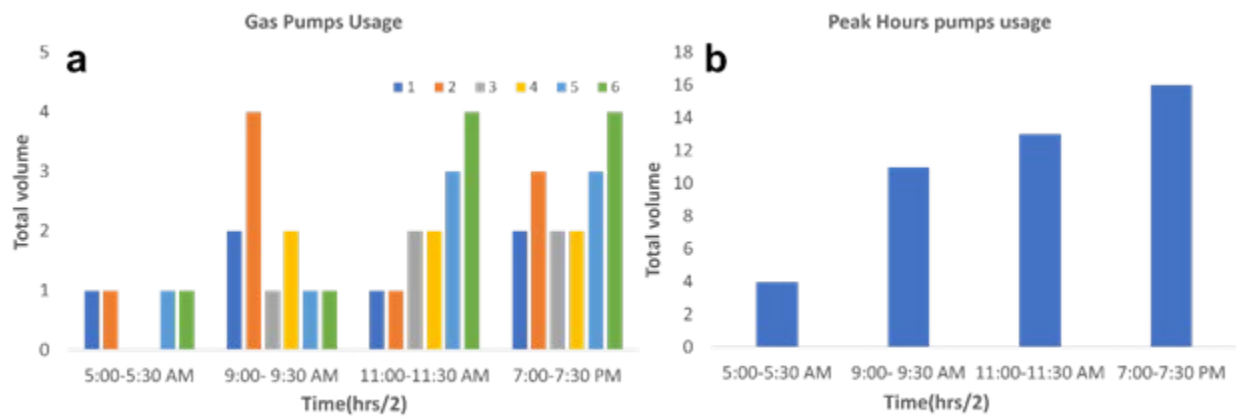 Gas Pumps Usage
a
5
4
3
2
1
0
Total volume
1 2 3 4 5 6
5:00-5:30 AM 9:00- 9:30 AM 11:00-11:30 AM 7:00-7:30 PM
Time(hrs/2)
Peak Hours pumps usage
b
18
16
14
12
10
8
6
4
2
0
Total volume
5:00-5:30 AM 9:00- 9:30 AM 11:00-11:30 AM 7:00-7:30 PM
Time(hrs/2)